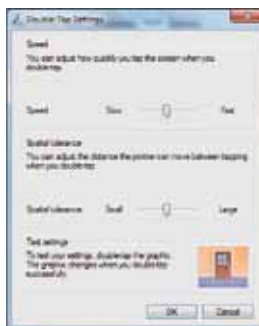 Double-Tap Settings
Speed
You can adjust how quickly you tap the screen when you
double-tap.
Speed Slow Fast
Spatial tolerance
You can adjust the distance the pointer can move between tapping
when you double-tap.
Spatial tolerance Small Large
Test settings
To test your settings, double-tap the graphic.
The graphic changes when you double-tap
successfully.
OK Cancel